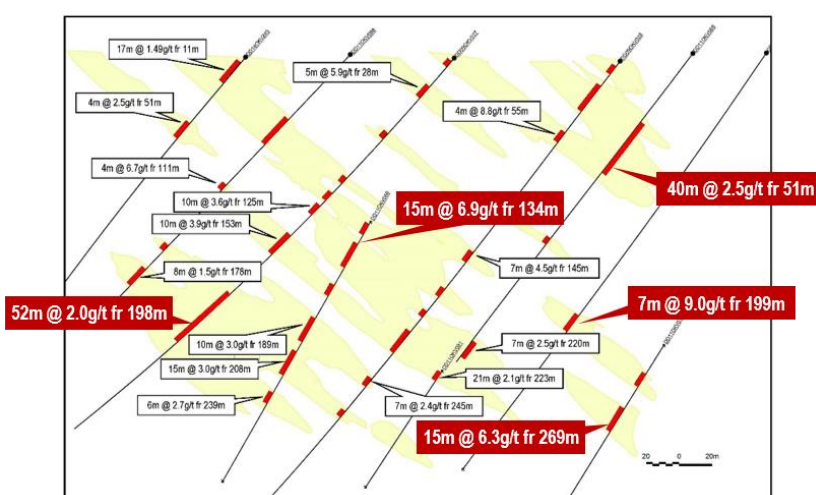 17m @ 1.49g/t fr 11m
5m @ 5.9g/t fr 28m
4m @ 2.5g/t fr 51m
4m @ 8.8g/t fr 55m
4m @ 6.7g/t fr 111m
40m @ 2.5g/t fr 51m
10m @ 3.6g/t fr 125m
15m @ 6.9g/t fr 134m
10m @ 3.9g/t fr 153m
8m @ 1.5g/t fr 178m
7m @ 4.5g/t fr 145m
52m @ 2.0g/t fr 198m
7m @ 9.0g/t fr 199m
10m @ 3.0g/t fr 189m
7m @ 2.5g/t fr 220m
15m @ 3.0g/t fr 208m
21m @ 2.1g/t fr 223m
6m @ 2.7g/t fr 239m
7m @ 2.4g/t fr 245m
15m @ 6.3g/t fr 269m
20 0 20m